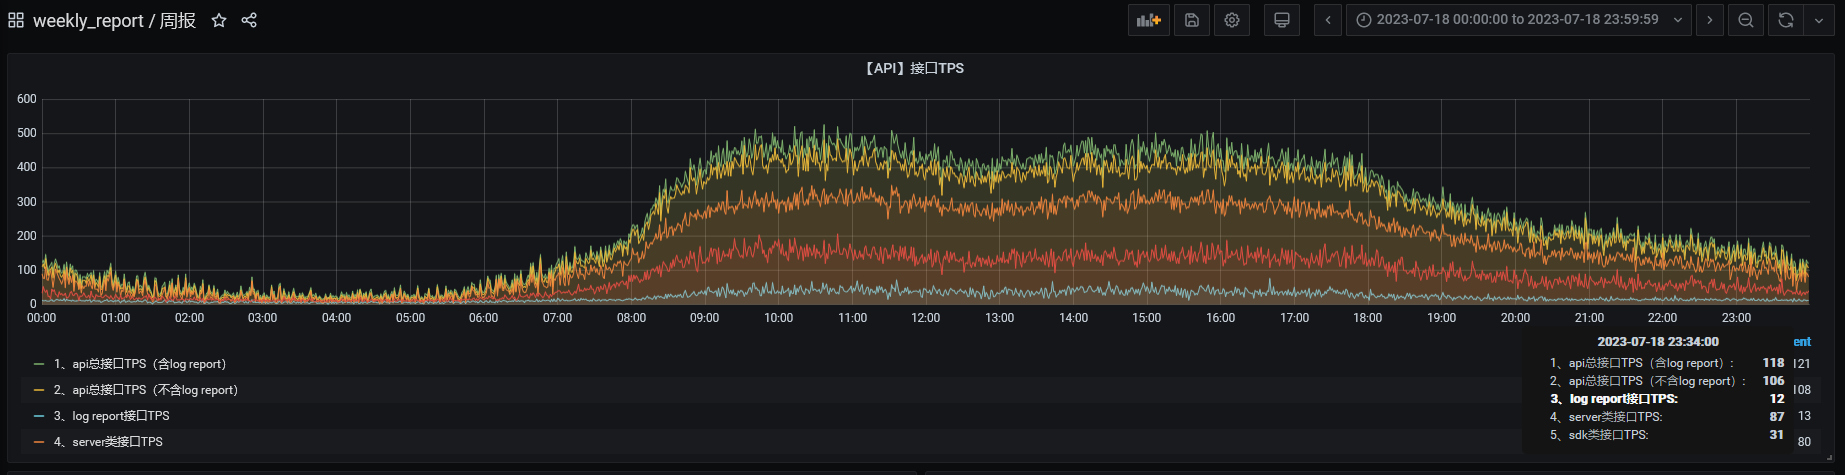 weekly_report / 周报
2023-07-18 00:00:00 to 2023-07-18 23:59:59
【API】接口TPS
600
500
400
300
200
100
0
00:00 01:00 02:00 03:00 04:00 05:00 06:00 07:00 08:00 09:00 10:00 11:00 12:00 13:00 14:00 15:00 16:00 17:00 18:00 19:00 20:00 21:00 22:00 23:00
2023-07-18 23:34:00
ent
1、api总接口TPS（含log report）
1、api总接口TPS（含log report）: 118
121
2、api总接口TPS（不含log report）: 106
2、api总接口TPS（不含log report）
108
3、log report接口TPS: 12
3、log report接口TPS
13
4、server类接口TPS: 87
5、sdk类接口TPS: 31
4、server类接口TPS
80